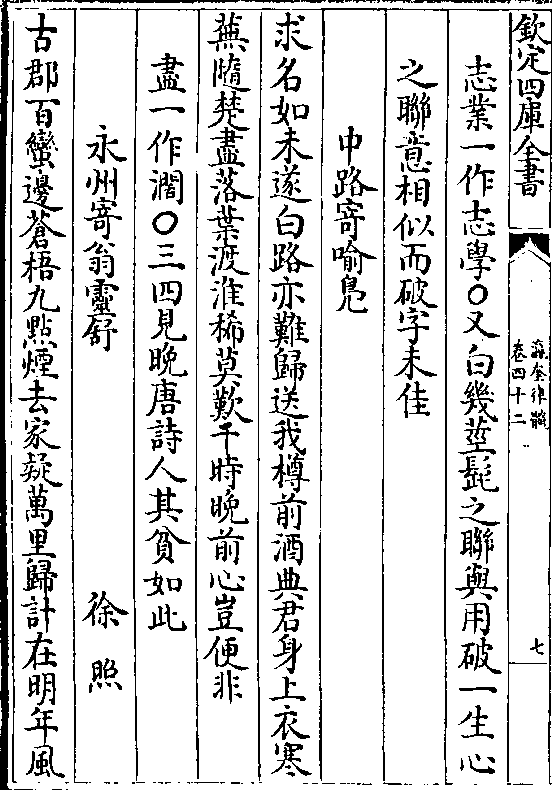 欽定四庫全書
瀛奎律髓
卷四十二
七
志業一作志學○又白幾莖髭之聯與用破一生心
之聯意相似而破字未佳
中路寄喻鳧
求名如未遂白路亦難歸送我樽前酒典君身上衣寒
蕪隨楚盡落葉渡淮稀莫歎干時晚前心豈便非
盡一作濶○三四見晚唐詩人其貧如此
永州寄翁靈舒
徐照
古郡百蠻邊蒼梧九點煙去家疑萬里歸計在明年風